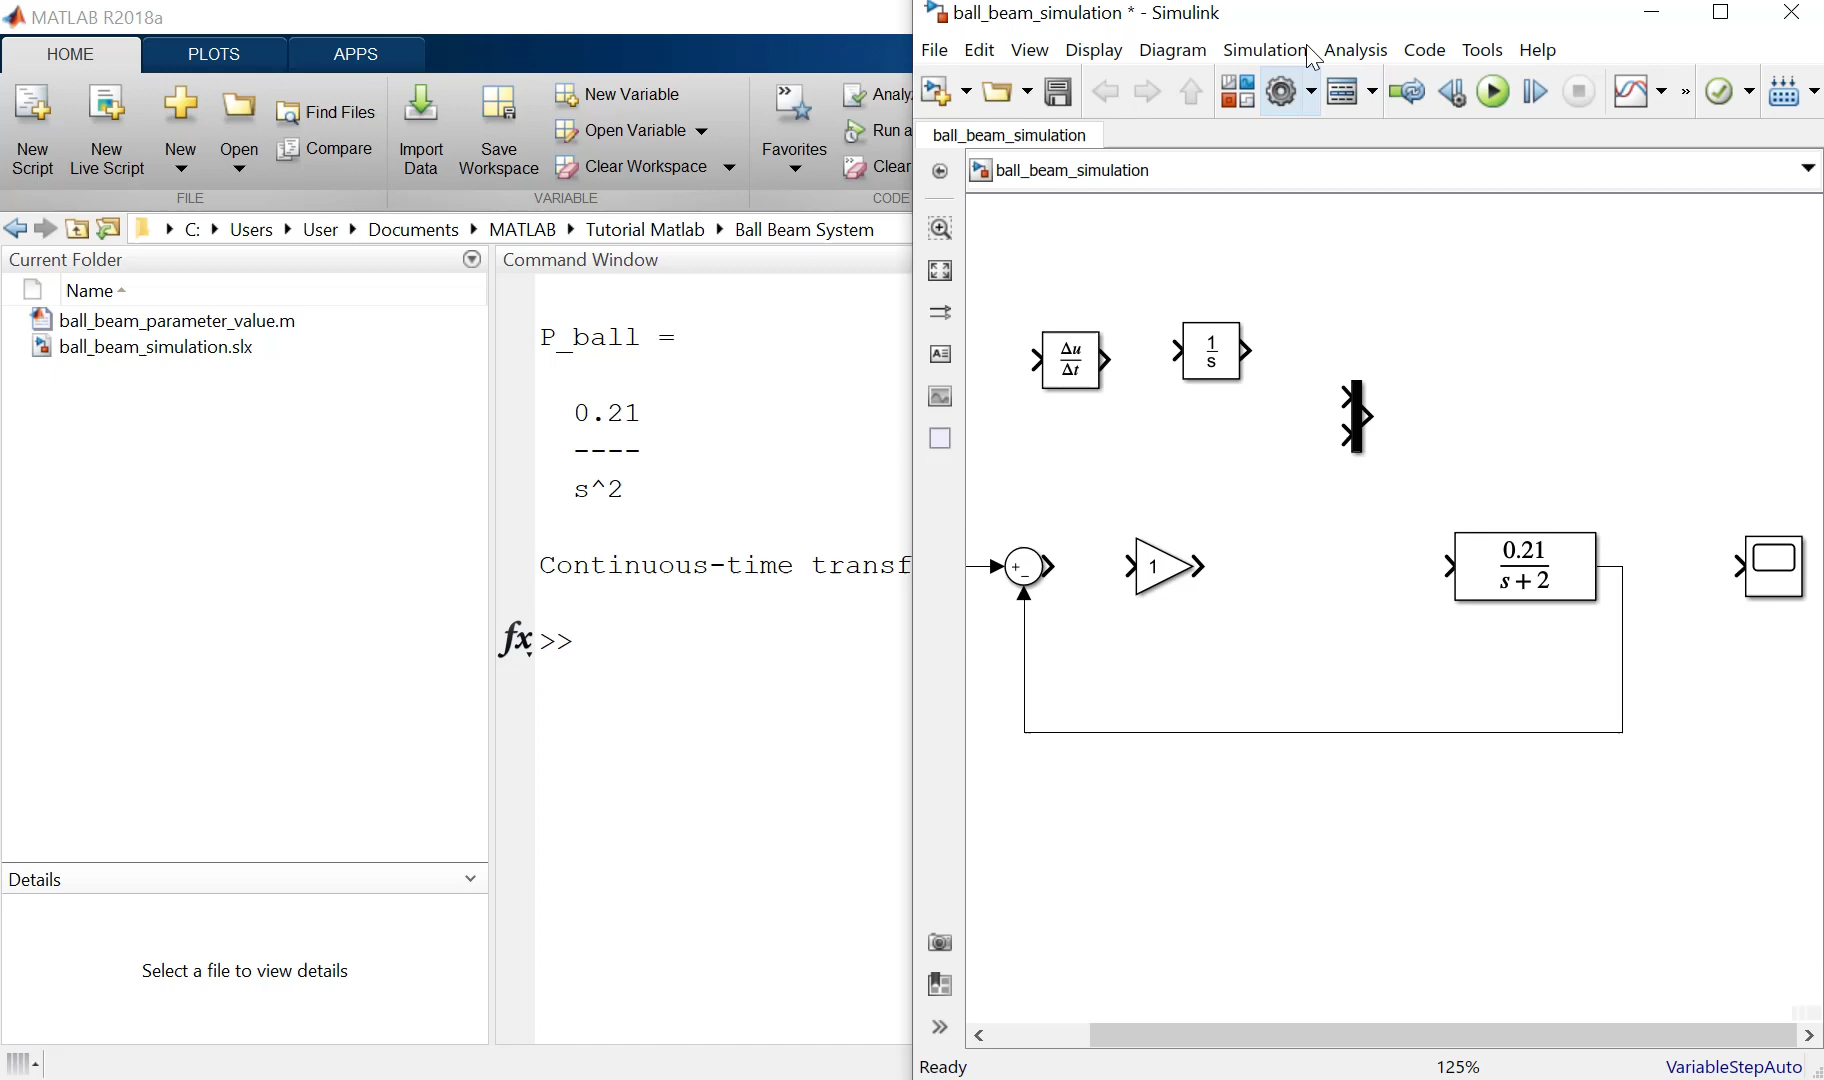 MATLAB R2018a
HOME
PLOTS
APPS
New Script
New Live Script
New
Open
Find Files
Compare
Import Data
Save Workspace
New Variable
Open Variable
Clear Workspace
Favorites
Analy
Run a
Clear
FILE
VARIABLE
CODE
C:
Users
User
Documents
MATLAB
Tutorial Matlab
Ball Beam System
Current Folder
Name
ball_beam_parameter_value.m
ball_beam_simulation.slx
Details
Select a file to view details
Command Window
P_ball =
0.21
----
s^2
Continuous-time transf
fx >>
ball_beam_simulation * - Simulink
File Edit View Display Diagram Simulation Analysis Code Tools Help
ball_beam_simulation
ball_beam_simulation
Δu
Δt
1
s
+
−
1
0.21
s + 2
Ready
125%
VariableStepAuto